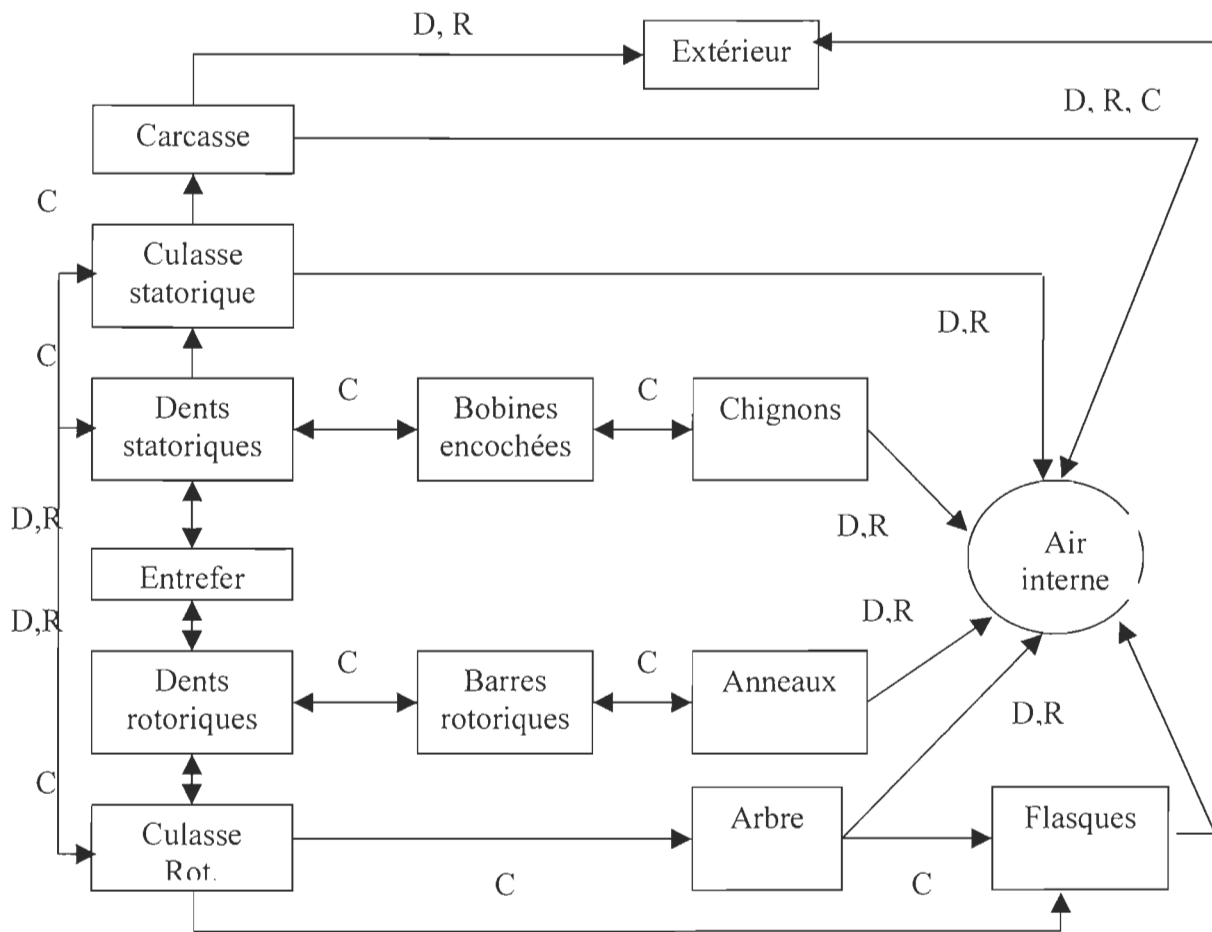 D, R
Extérieur
D, R, C
Carcasse
C
Culasse
statorique
D,R
C
Dents
statoriques
C
Bobines
encochées
C
Chignons
D,R
D,R
Entrefer
Air
interne
D,R
D,R
Dents
rotoriques
C
Barres
rotoriques
C
Anneaux
D,R
C
Culasse
Rot.
C
Arbre
C
Flasques